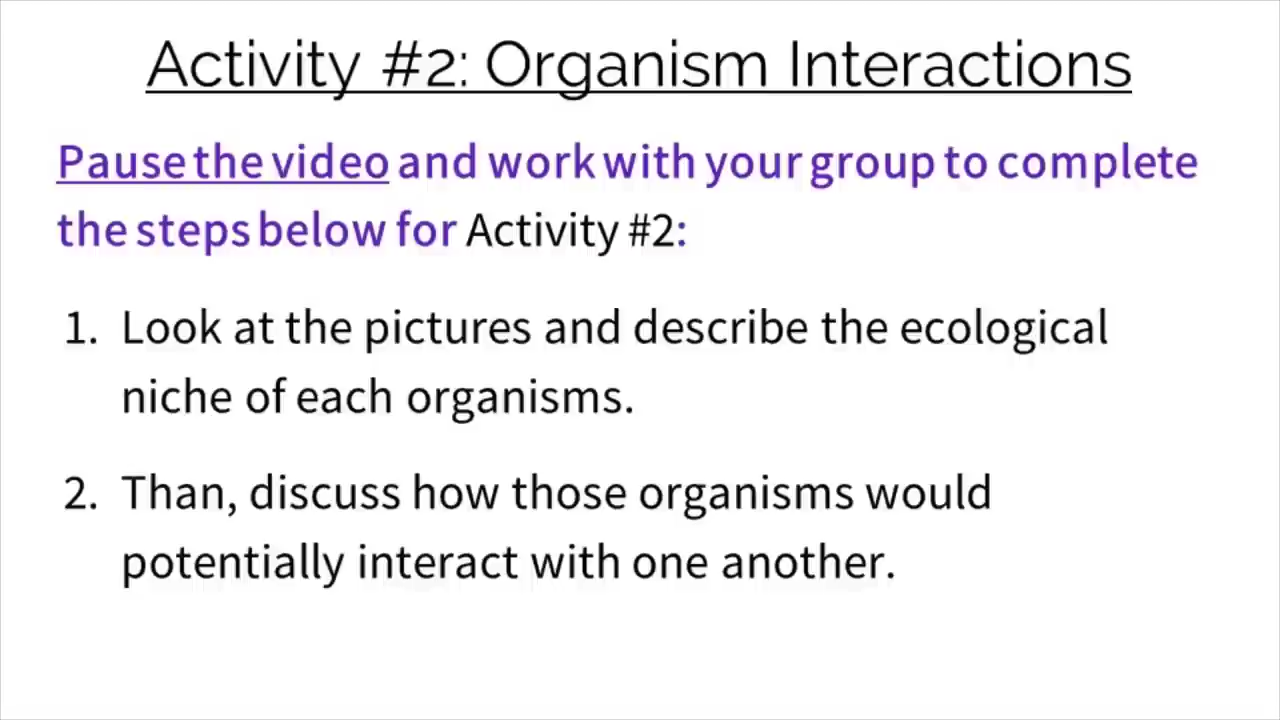 Activity #2: Organism Interactions
Pause the video and work with your group to complete
the steps below for Activity #2:
1. Look at the pictures and describe the ecological
niche of each organisms.
2. Than, discuss how those organisms would
potentially interact with one another.